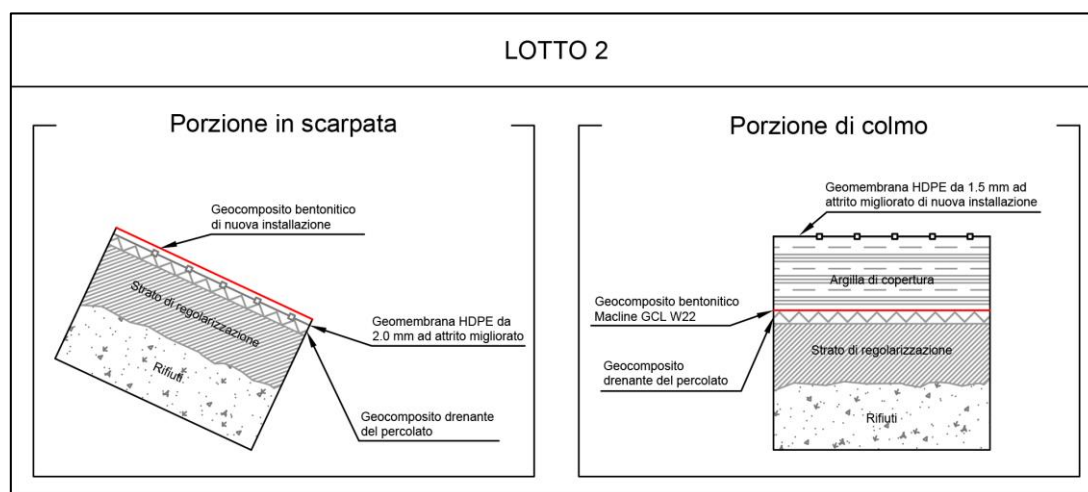 LOTTO 2
Porzione in scarpata
Geocomposito bentonitico
di nuova installazione
Strato di regolarizzazione
Rifiuti
Geomembrana HDPE da
2.0 mm ad attrito migliorato
Geocomposito drenante
del percolato
Porzione di colmo
Geomembrana HDPE da 1.5 mm ad
attrito migliorato di nuova installazione
Argilla di copertura
Geocomposito bentonitico
Macline GCL W22
Strato di regolarizzazione
Geocomposito
drenante del percolato
Rifiuti